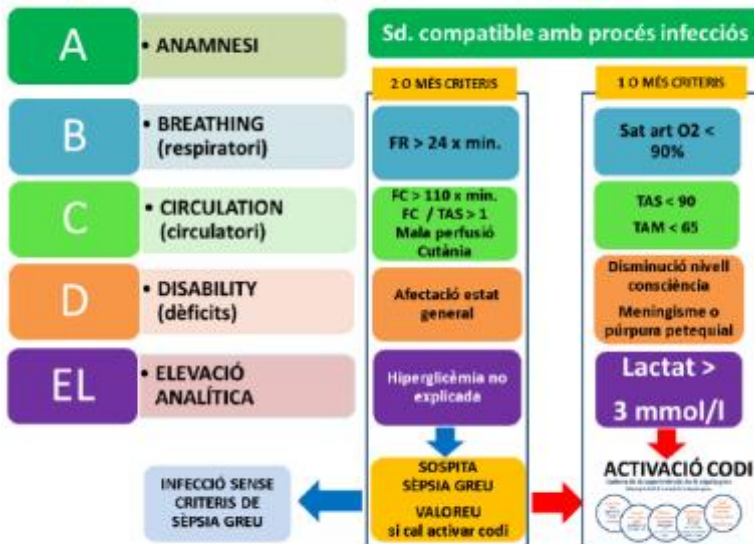 A
• ANAMNESI
Sd. compatible amb procés infecciós
2 O MÉS CRITERIS
1 O MÉS CRITERIS
B
• BREATHING
(respiratori)
FR > 24 x min.
Sat art O2 <
90%
C
• CIRCULATION
(circulatori)
FC > 110 x min.
FC / TAS > 1
Mala perfusió
Cutània
TAS < 90
TAM < 65
D
• DISABILITY
(dèficits)
Afectació estat
general
Disminució nivell
consciència
Meningisme o
púrpura petequial
EL
• ELEVACIÓ
ANALÍTICA
Hiperglicèmia no
explicada
Lactat >
3 mmol/l
INFECCIÓ SENSE
CRITERIS DE
SÈPSIA GREU
SOSPITA
SÈPSIA GREU
VALOREU
si cal activar codi
ACTIVACIÓ CODI